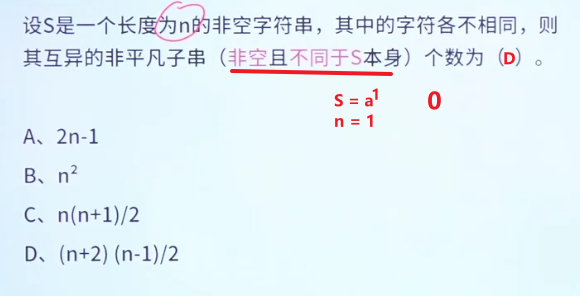 设S是一个长度为n的非空字符串，其中的字符各不相同，则
其互异的非平凡子串（非空且不同于S本身）个数为（D）。
S = a¹ 0
n = 1
A、2n-1
B、n²
C、n(n+1)/2
D、(n+2) (n-1)/2